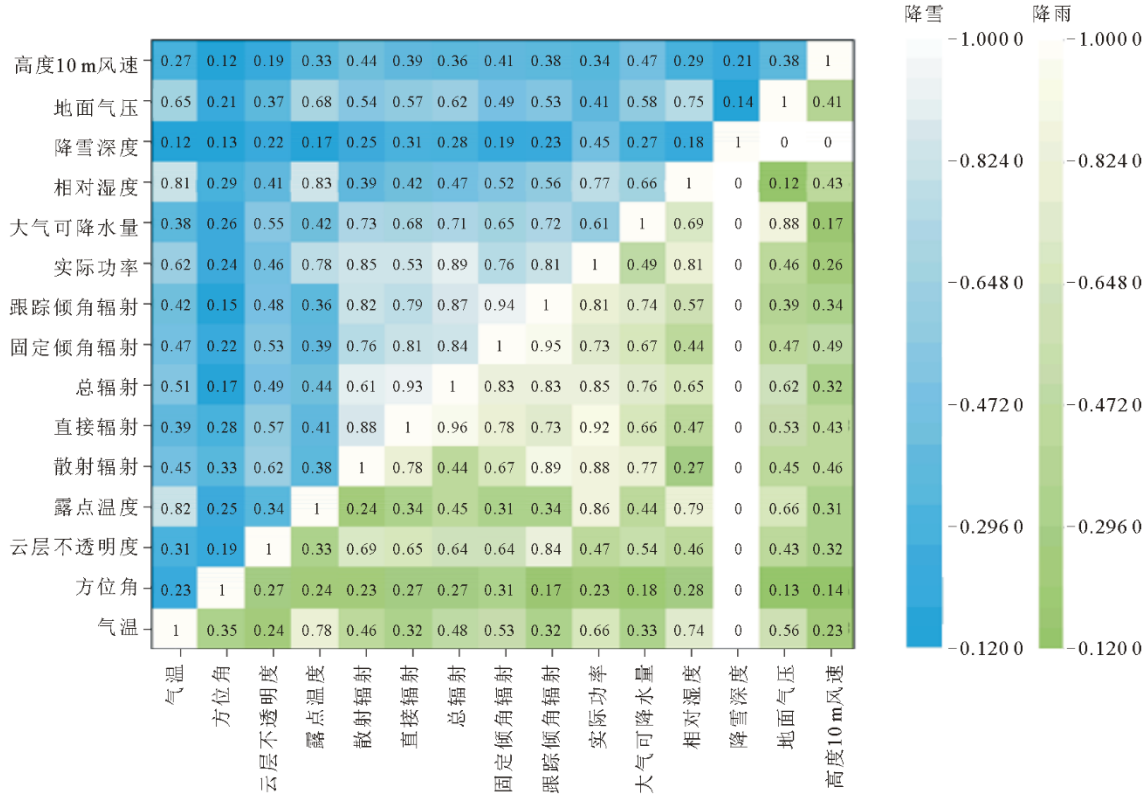 降雪 降雨
高度10 m风速 0.27 0.12 0.19 0.33 0.44 0.39 0.36 0.41 0.38 0.34 0.47 0.29 0.21 0.38 1
地面气压 0.65 0.21 0.37 0.68 0.54 0.57 0.62 0.49 0.53 0.41 0.58 0.75 0.14 1 0.41
降雪深度 0.12 0.13 0.22 0.17 0.25 0.31 0.28 0.19 0.23 0.45 0.27 0.18 1 0 0
相对湿度 0.81 0.29 0.41 0.83 0.39 0.42 0.47 0.52 0.56 0.77 0.66 1 0 0.12 0.43
大气可降水量 0.38 0.26 0.55 0.42 0.73 0.68 0.71 0.65 0.72 0.61 1 0.69 0 0.88 0.17
实际功率 0.62 0.24 0.46 0.78 0.85 0.53 0.89 0.76 0.81 1 0.49 0.81 0 0.46 0.26
跟踪倾角辐射 0.42 0.15 0.48 0.36 0.82 0.79 0.87 0.94 1 0.81 0.74 0.57 0 0.39 0.34
固定倾角辐射 0.47 0.22 0.53 0.39 0.76 0.81 0.84 1 0.95 0.73 0.67 0.44 0 0.47 0.49
总辐射 0.51 0.17 0.49 0.44 0.61 0.93 1 0.83 0.83 0.85 0.76 0.65 0 0.62 0.32
直接辐射 0.39 0.28 0.57 0.41 0.88 1 0.96 0.78 0.73 0.92 0.66 0.47 0 0.53 0.43
散射辐射 0.45 0.33 0.62 0.38 1 0.78 0.44 0.67 0.89 0.88 0.77 0.27 0 0.45 0.46
露点温度 0.82 0.25 0.34 1 0.24 0.34 0.45 0.31 0.34 0.86 0.44 0.79 0 0.66 0.31
云层不透明度 0.31 0.19 1 0.33 0.69 0.65 0.64 0.64 0.84 0.47 0.54 0.46 0 0.43 0.32
方位角 0.23 1 0.27 0.24 0.23 0.27 0.27 0.31 0.17 0.23 0.18 0.28 0 0.13 0.14
气温 1 0.35 0.24 0.78 0.46 0.32 0.48 0.53 0.32 0.66 0.33 0.74 0 0.56 0.23
气温
方位角
云层不透明度
露点温度
散射辐射
直接辐射
总辐射
固定倾角辐射
跟踪倾角辐射
实际功率
大气可降水量
相对湿度
降雪深度
地面气压
高度10 m风速
1.000 0
0.824 0
0.648 0
0.472 0
0.296 0
0.120 0
1.000 0
0.824 0
0.648 0
0.472 0
0.296 0
0.120 0